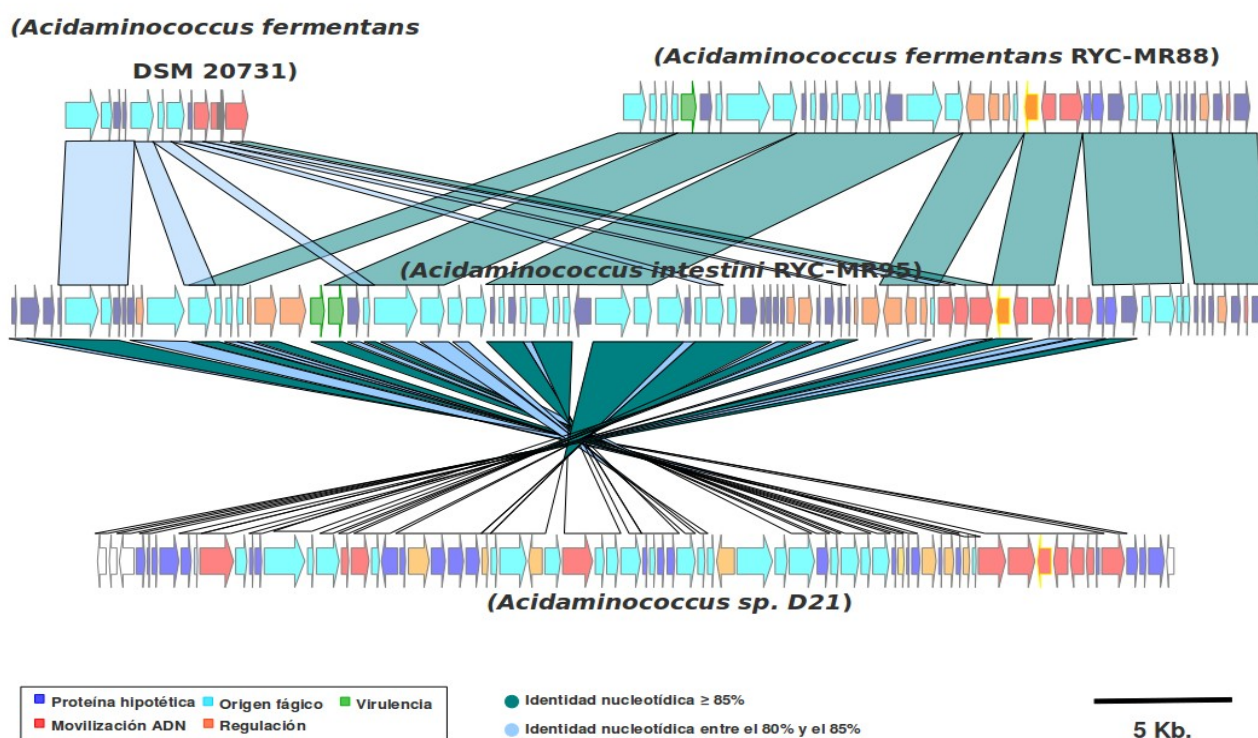 (Acidaminococcus fermentans
DSM 20731)
(Acidaminococcus fermentans RYC-MR88)
(Acidaminococcus intestini RYC-MR95)
(Acidaminococcus sp. D21)
Proteína hipotética
Origen fágico
Virulencia
Movilización ADN
Regulación
Identidad nucleotídica ≥ 85%
Identidad nucleotídica entre el 80% y el 85%
5 Kb.